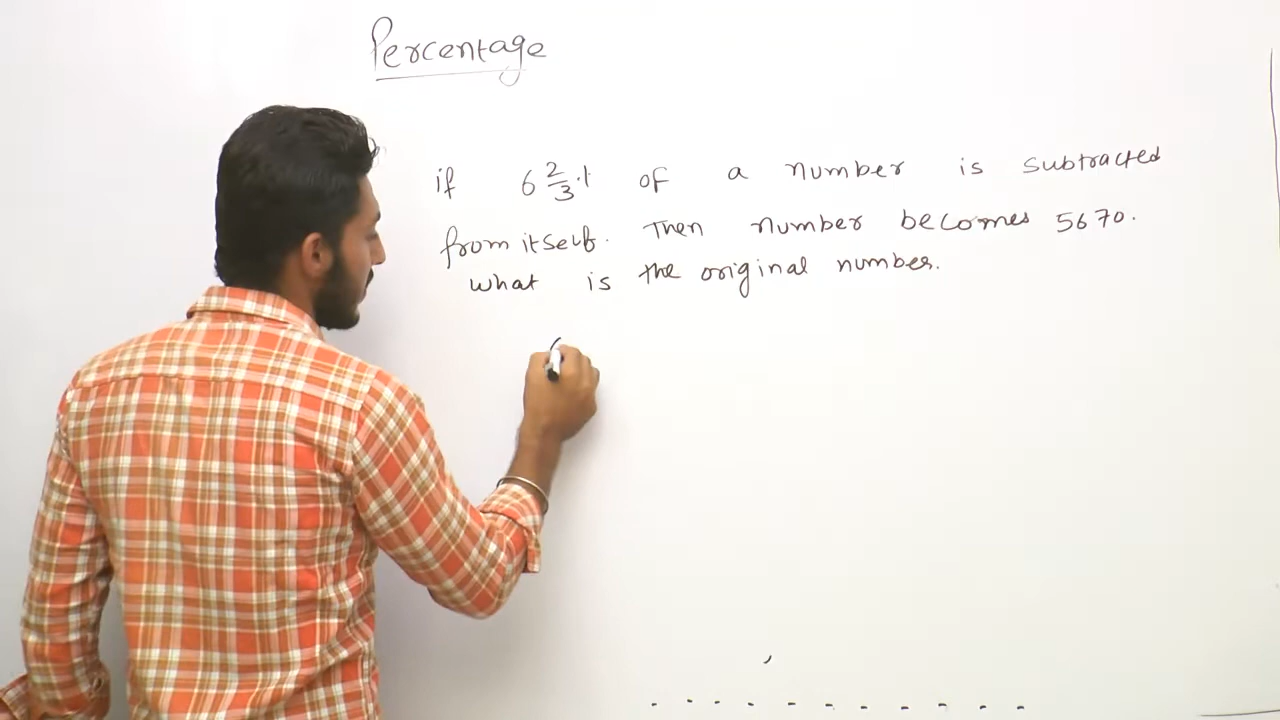 Percentage
if 6 2/3 % of a number is subtracted
from itself. Then number becomes 5670.
what is the original number.